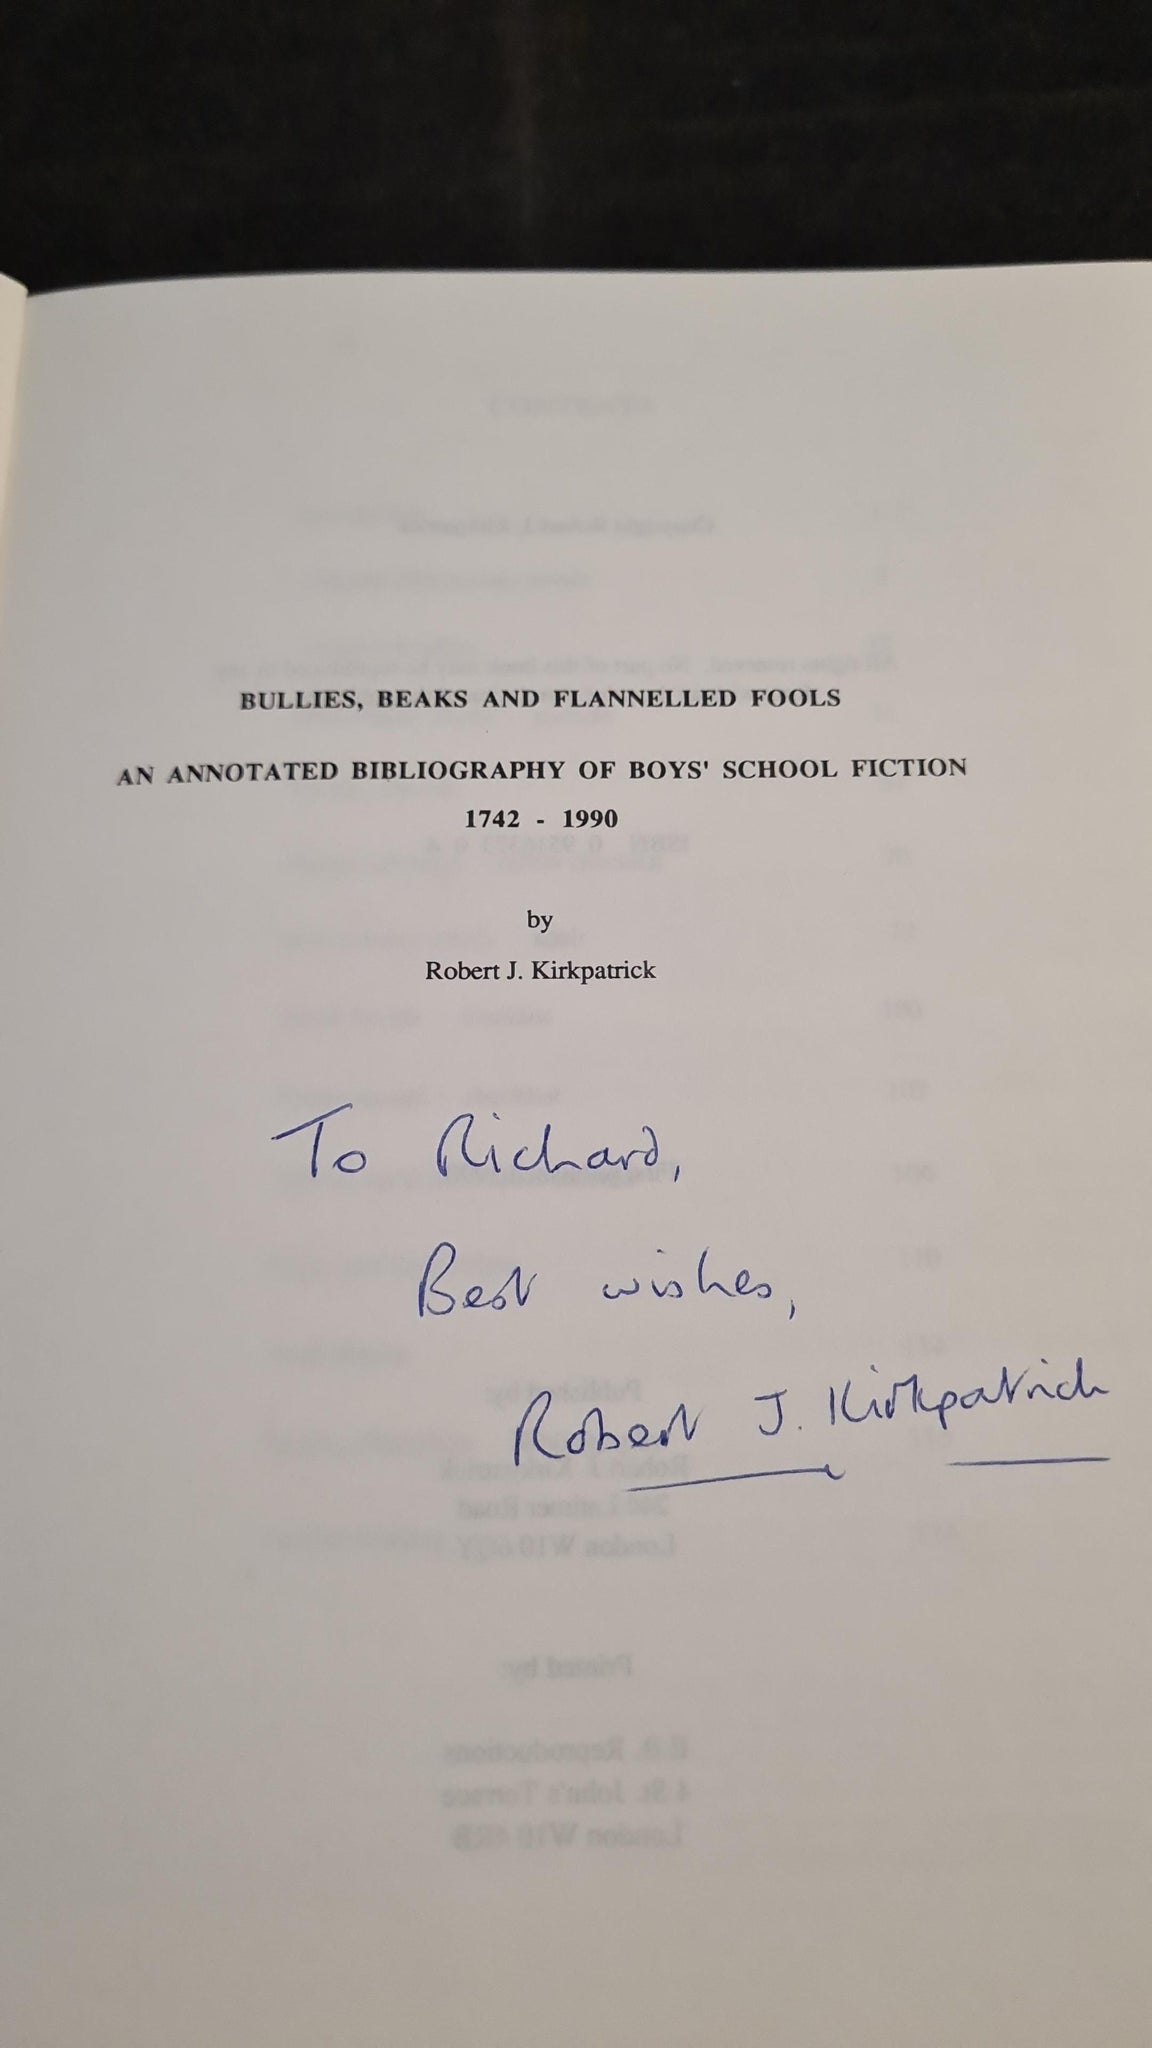 BULLIES, BEAKS AND FLANNELLED FOOLS
AN ANNOTATED BIBLIOGRAPHY OF BOYS' SCHOOL FICTION
1742 - 1990
by
Robert J. Kirkpatrick
To Richard,
Best wishes,
Robert J. Kirkpatrick